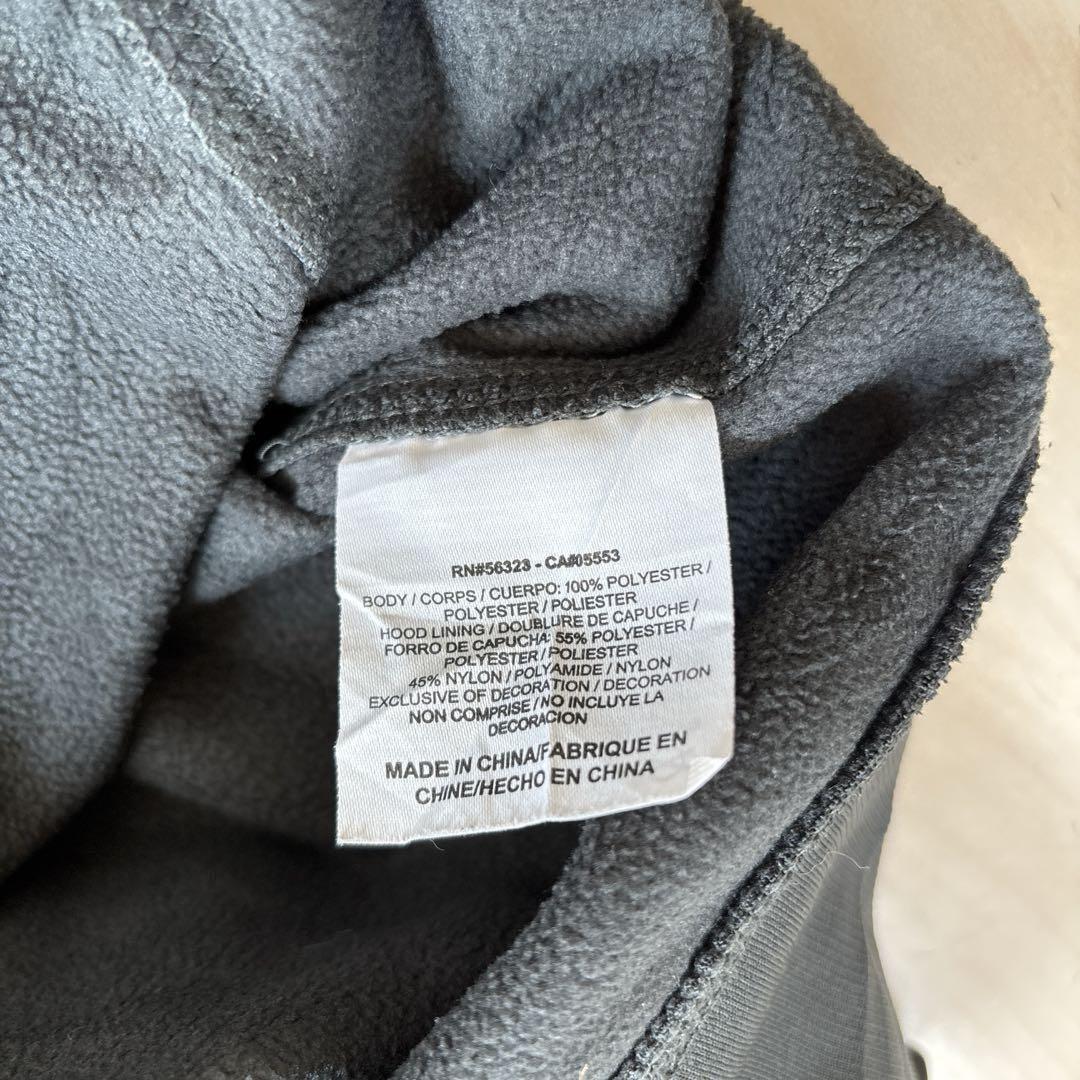 RN#56323 - CA#05553
BODY / CORPS / CUERPO: 100% POLYESTER /
POLYESTER / POLIESTER
HOOD LINING / DOUBLURE DE CAPUCHE /
FORRO DE CAPUCHA: 55% POLYESTER /
POLYESTER / POLIESTER
45% NYLON / POLYAMIDE / NYLON
EXCLUSIVE OF DECORATION / DECORATION
NON COMPRISE / NO INCLUYE LA
DECORACION
MADE IN CHINA/FABRIQUE EN
CHINE/HECHO EN CHINA